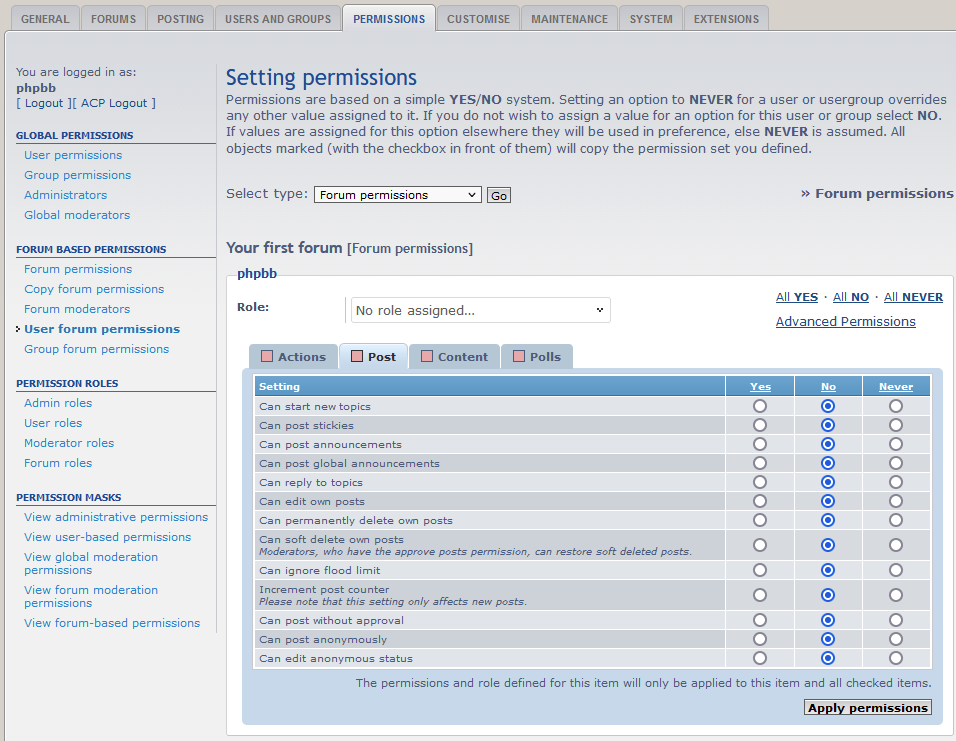 GENERAL FORUMS POSTING USERS AND GROUPS PERMISSIONS CUSTOMISE MAINTENANCE SYSTEM EXTENSIONS
You are logged in as:
phpbb
[ Logout ][ ACP Logout ]
GLOBAL PERMISSIONS
User permissions
Group permissions
Administrators
Global moderators
FORUM BASED PERMISSIONS
Forum permissions
Copy forum permissions
Forum moderators
User forum permissions
Group forum permissions
PERMISSION ROLES
Admin roles
User roles
Moderator roles
Forum roles
PERMISSION MASKS
View administrative permissions
View user-based permissions
View global moderation
permissions
View forum moderation
permissions
View forum-based permissions
Setting permissions
Permissions are based on a simple YES/NO system. Setting an option to NEVER for a user or usergroup overrides
any other value assigned to it. If you do not wish to assign a value for an option for this user or group select NO.
If values are assigned for this option elsewhere they will be used in preference, else NEVER is assumed. All
objects marked (with the checkbox in front of them) will copy the permission set you defined.
Select type: Forum permissions Go » Forum permissions
Your first forum [Forum permissions]
phpbb
Role: No role assigned... All YES · All NO · All NEVER
Advanced Permissions
Actions Post Content Polls
Setting Yes No Never
Can start new topics
Can post stickies
Can post announcements
Can post global announcements
Can reply to topics
Can edit own posts
Can permanently delete own posts
Can soft delete own posts
Moderators, who have the approve posts permission, can restore soft deleted posts.
Can ignore flood limit
Increment post counter
Please note that this setting only affects new posts.
Can post without approval
Can post anonymously
Can edit anonymous status
The permissions and role defined for this item will only be applied to this item and all checked items.
Apply permissions